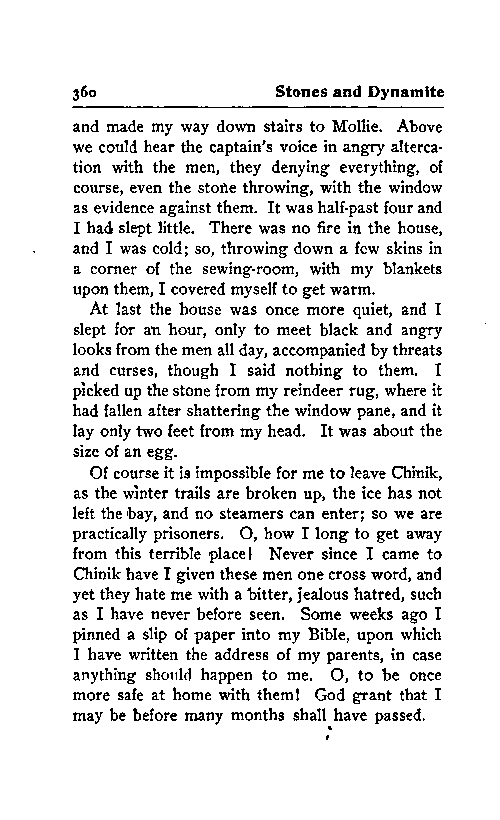 360 Stones and Dynamite
and made my way down stairs to Mollie. Above
we could hear the captain's voice in angry alterca-
tion with the men, they denying everything, of
course, even the stone throwing, with the window
as evidence against them. It was half-past four and
I had slept little. There was no fire in the house,
and I was cold; so, throwing down a few skins in
a corner of the sewing-room, with my blankets
upon them, I covered myself to get warm.
At last the house was once more quiet, and I
slept for an hour, only to meet black and angry
looks from the men all day, accompanied by threats
and curses, though I said nothing to them. I
picked up the stone from my reindeer rug, where it
had fallen after shattering the window pane, and it
lay only two feet from my head. It was about the
size of an egg.
Of course it is impossible for me to leave Chinik,
as the winter trails are broken up, the ice has not
left the bay, and no steamers can enter; so we are
practically prisoners. O, how I long to get away
from this terrible place! Never since I came to
Chinik have I given these men one cross word, and
yet they hate me with a bitter, jealous hatred, such
as I have never before seen. Some weeks ago I
pinned a slip of paper into my Bible, upon which
I have written the address of my parents, in case
anything should happen to me. O, to be once
more safe at home with them! God grant that I
may be before many months shall have passed.